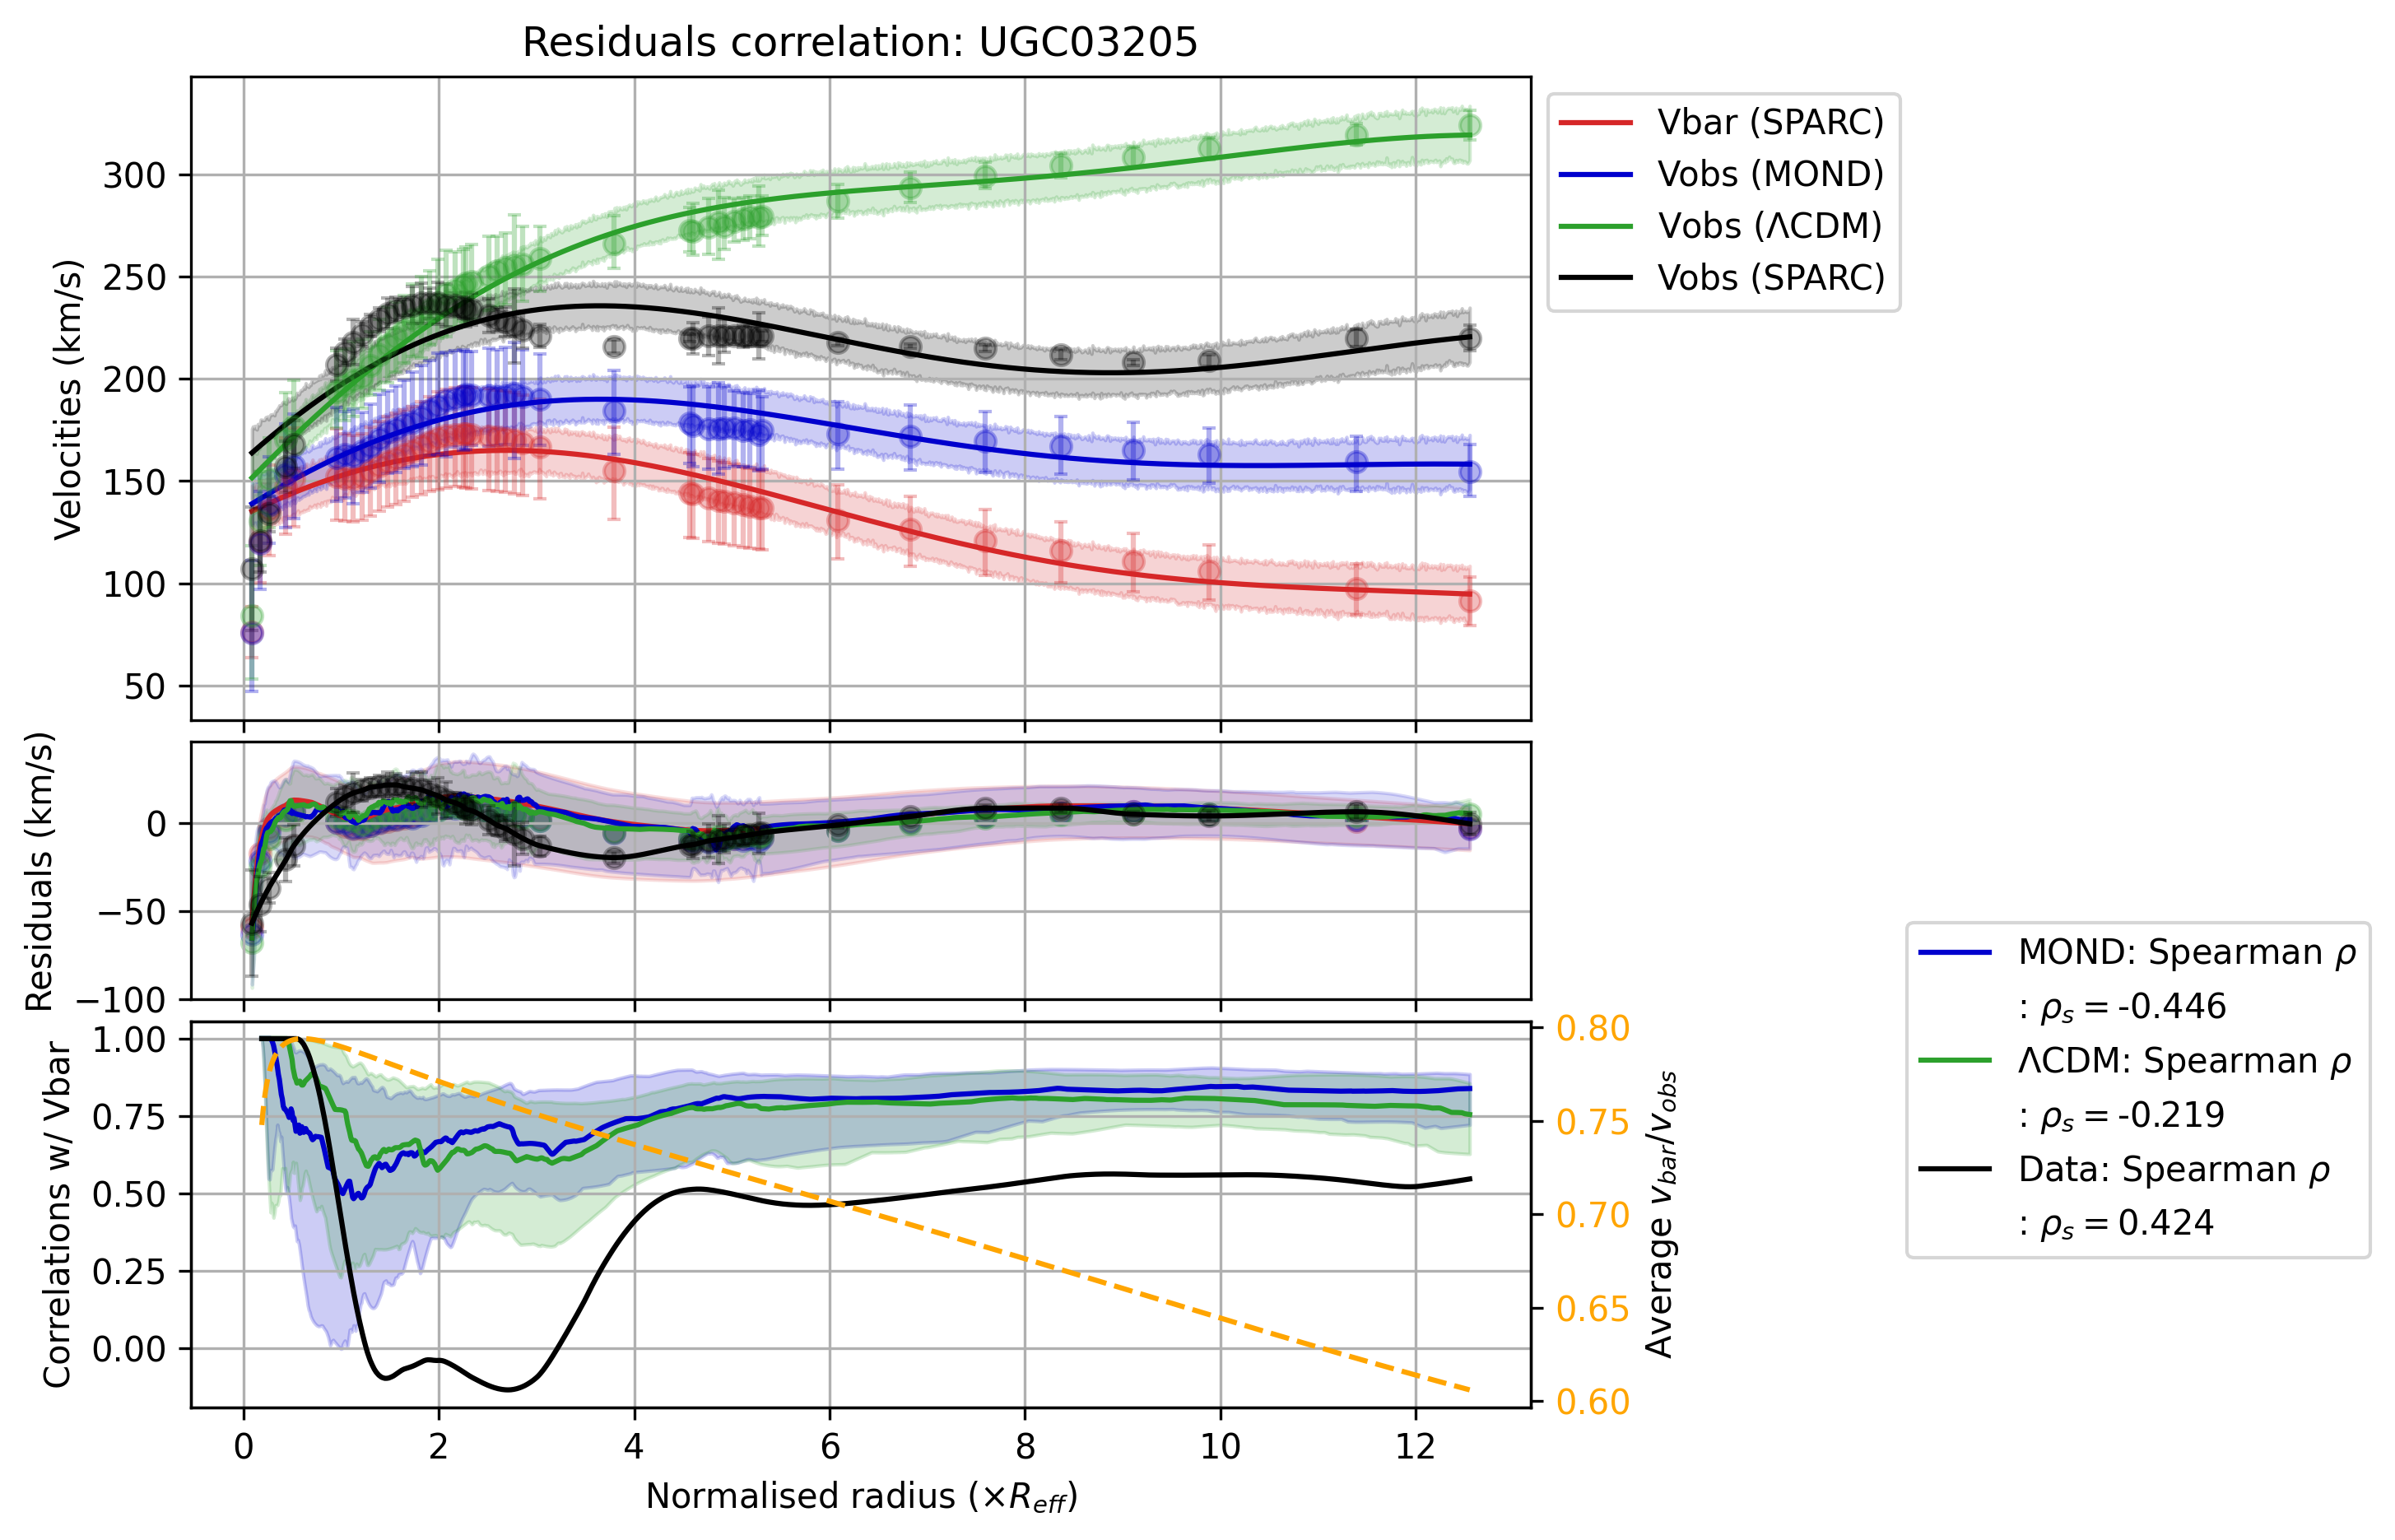 Residuals correlation: UGC03205
Velocities (km/s)
300
250
200
150
100
50
Vbar (SPARC)
Vobs (MOND)
Vobs (ΛCDM)
Vobs (SPARC)
Residuals (km/s)
0
−50
−100
Correlations w/ Vbar
1.00
0.75
0.50
0.25
0.00
0.80
0.75
0.70
0.65
0.60
Average v_bar/v_obs
MOND: Spearman ρ
: ρ_s = -0.446
ΛCDM: Spearman ρ
: ρ_s = -0.219
Data: Spearman ρ
: ρ_s = 0.424
0 2 4 6 8 10 12
Normalised radius (×R_eff)